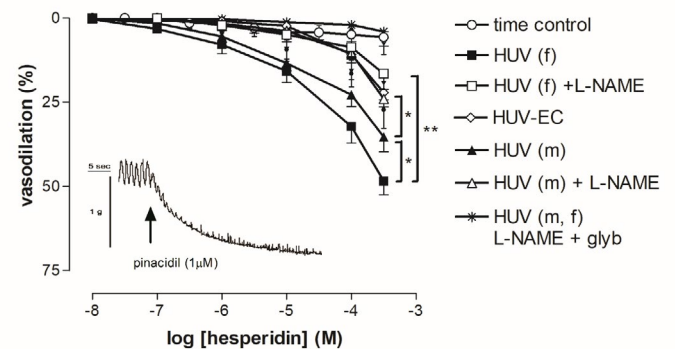 0
25
50
75
vasodilation (%)
-8
-7
-6
-5
-4
-3
log [hesperidin] (M)
5 sec
1 g
pinacidil (1μM)
*
*
**
time control
HUV (f)
HUV (f) +L-NAME
HUV-EC
HUV (m)
HUV (m) + L-NAME
HUV (m, f)
L-NAME + glyb